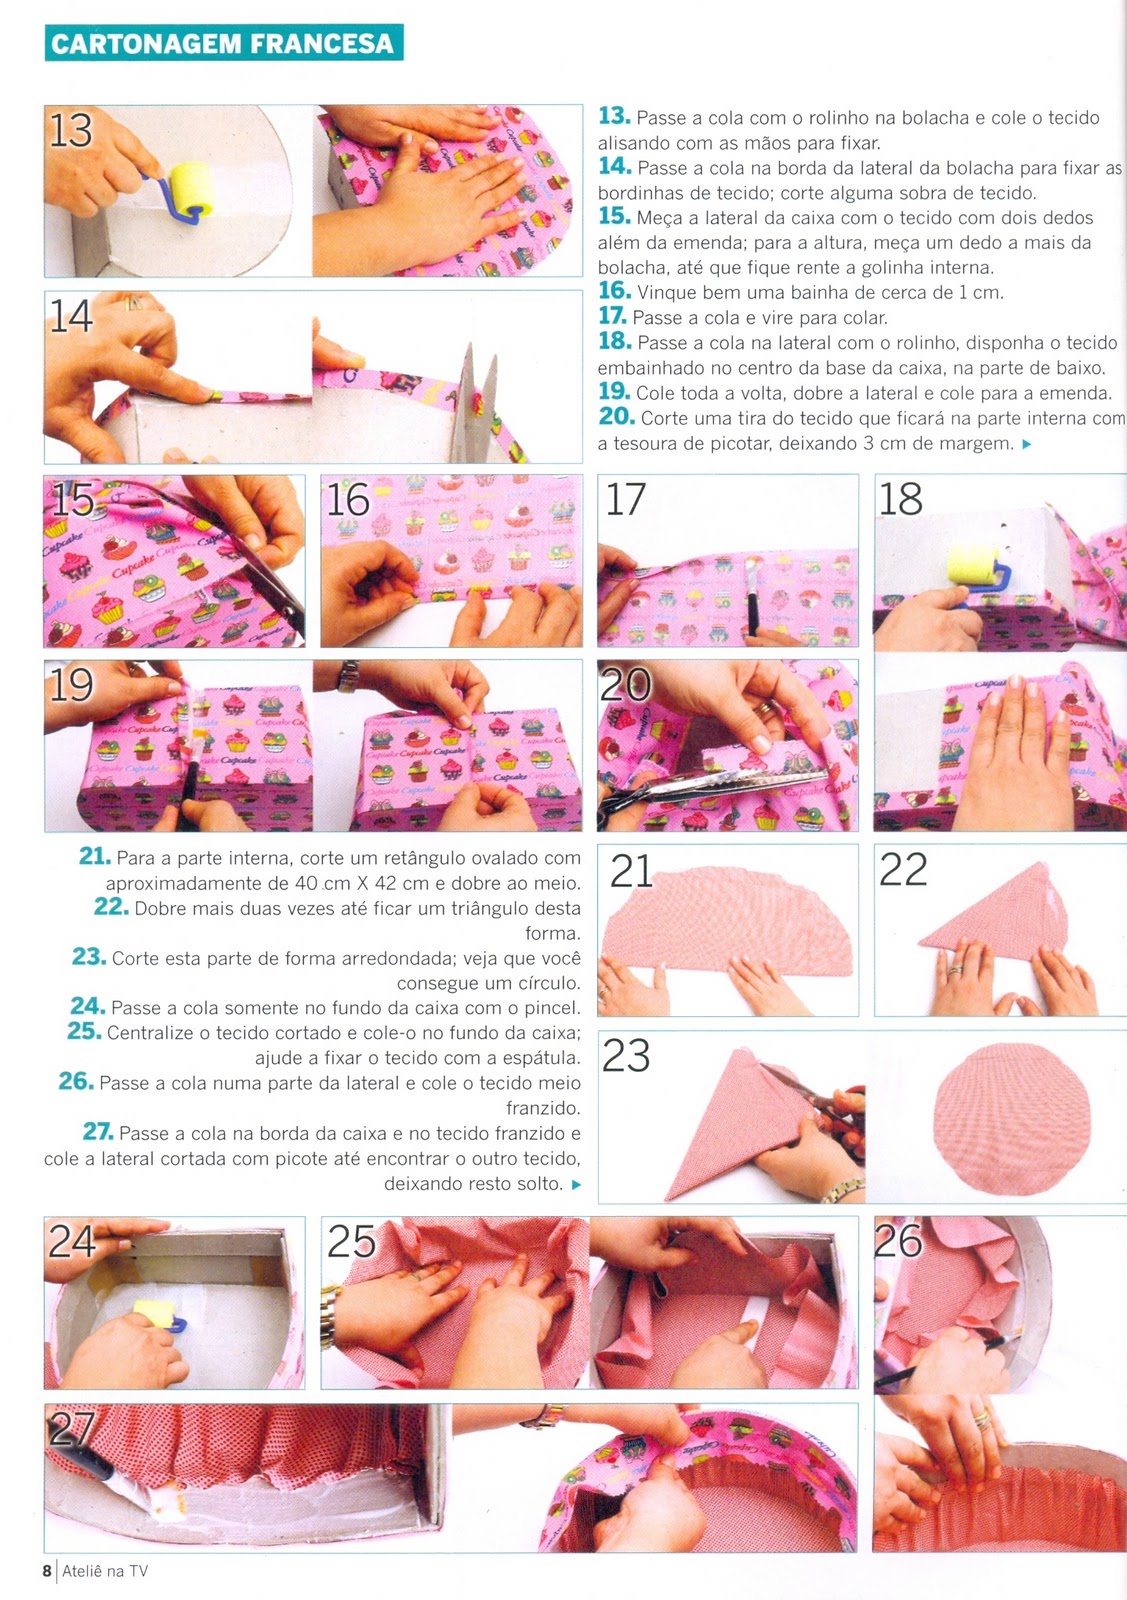 CARTONAGEM FRANCESA
13
13. Passe a cola com o rolinho na bolacha e cole o tecido
alisando com as mãos para fixar.
14. Passe a cola na borda da lateral da bolacha para fixar as
bordinhas de tecido; corte alguma sobra de tecido.
15. Meça a lateral da caixa com o tecido com dois dedos
além da emenda; para a altura, meça um dedo a mais da
bolacha, até que fique rente a golinha interna.
16. Vinque bem uma bainha de cerca de 1 cm.
17. Passe a cola e vire para colar.
18. Passe a cola na lateral com o rolinho, disponha o tecido
embainhado no centro da base da caixa, na parte de baixo.
19. Cole toda a volta, dobre a lateral e cole para a emenda.
20. Corte uma tira do tecido que ficará na parte interna com
a tesoura de picotar, deixando 3 cm de margem.
14
15
Cupcake
Cupcake
Cupcake
16
17
18
19
Cupcake
Cupcake
Cupcake
Cupcake
20
21. Para a parte interna, corte um retângulo ovalado com
aproximadamente de 40 cm X 42 cm e dobre ao meio.
22. Dobre mais duas vezes até ficar um triângulo desta
forma.
23. Corte esta parte de forma arredondada; veja que você
consegue um círculo.
24. Passe a cola somente no fundo da caixa com o pincel.
25. Centralize o tecido cortado e cole-o no fundo da caixa;
ajude a fixar o tecido com a espátula.
26. Passe a cola numa parte da lateral e cole o tecido meio
franzido.
27. Passe a cola na borda da caixa e no tecido franzido e
cole a lateral cortada com picote até encontrar o outro tecido,
deixando resto solto.
21
22
23
24
25
26
27
Cupcake
8 | Ateliê na TV